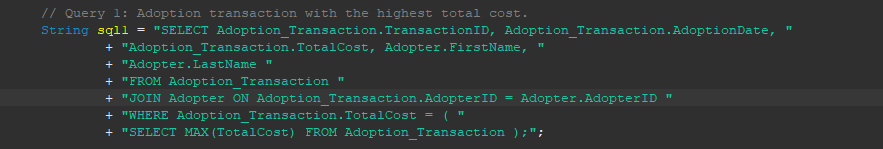 // Query 1: Adoption transaction with the highest total cost.
String sql1 = "SELECT Adoption_Transaction.TransactionID, Adoption_Transaction.AdoptionDate, "
+ "Adoption_Transaction.TotalCost, Adopter.FirstName, "
+ "Adopter.LastName "
+ "FROM Adoption_Transaction "
+ "JOIN Adopter ON Adoption_Transaction.AdopterID = Adopter.AdopterID "
+ "WHERE Adoption_Transaction.TotalCost = ( "
+ "SELECT MAX(TotalCost) FROM Adoption_Transaction );";